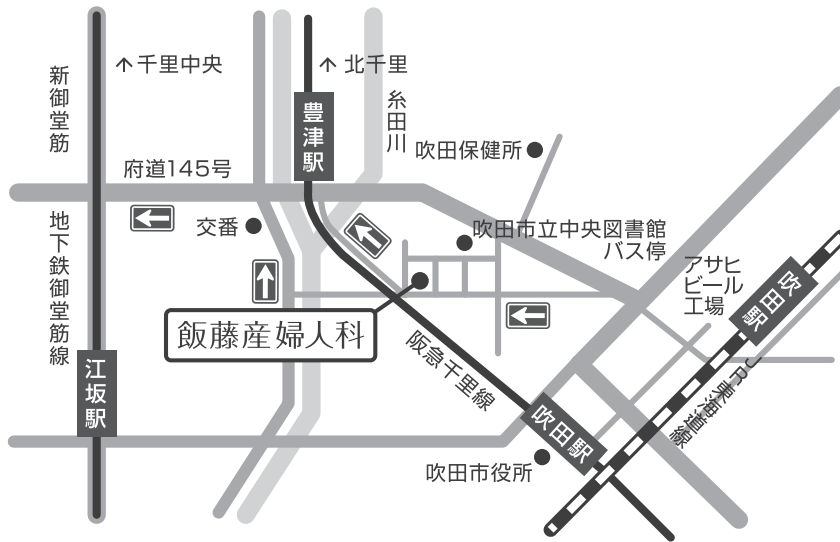 ↑千里中央
↑北千里
新御堂筋
豊津駅
糸田川
吹田保健所
府道145号
交番
吹田市立中央図書館
バス停
地下鉄御堂筋線
アサヒ
ビール
工場
吹田駅
飯藤産婦人科
阪急千里線
江坂駅
JR東海道線
吹田駅
吹田市役所